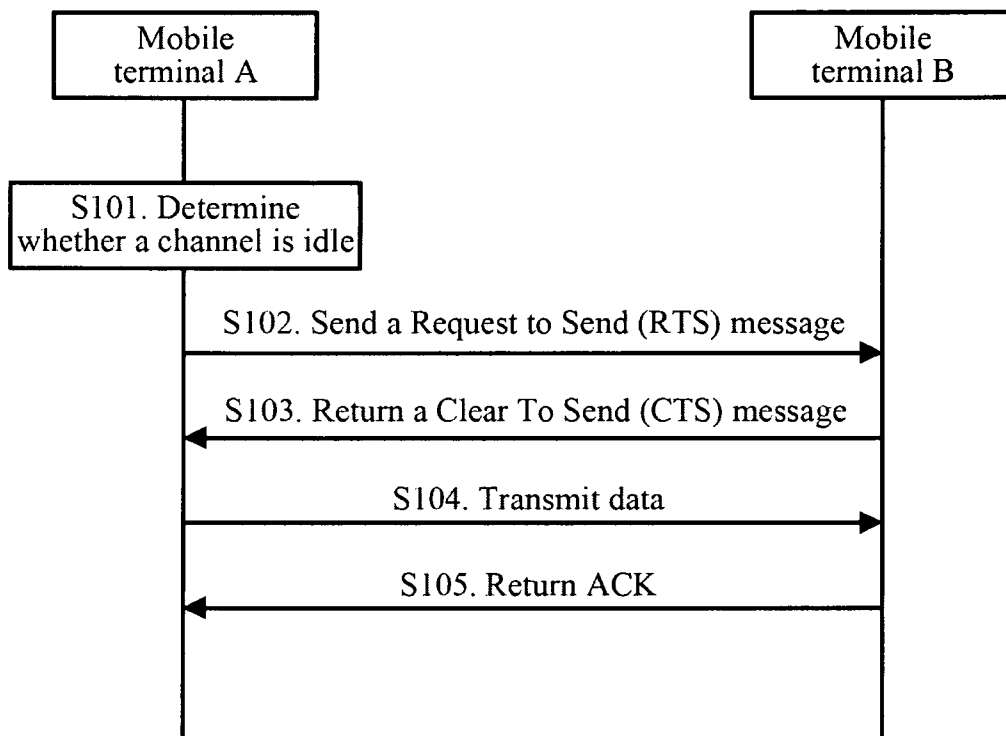 Mobile
terminal A
Mobile
terminal B
S101. Determine
whether a channel is idle
S102. Send a Request to Send (RTS) message
S103. Return a Clear To Send (CTS) message
S104. Transmit data
S105. Return ACK